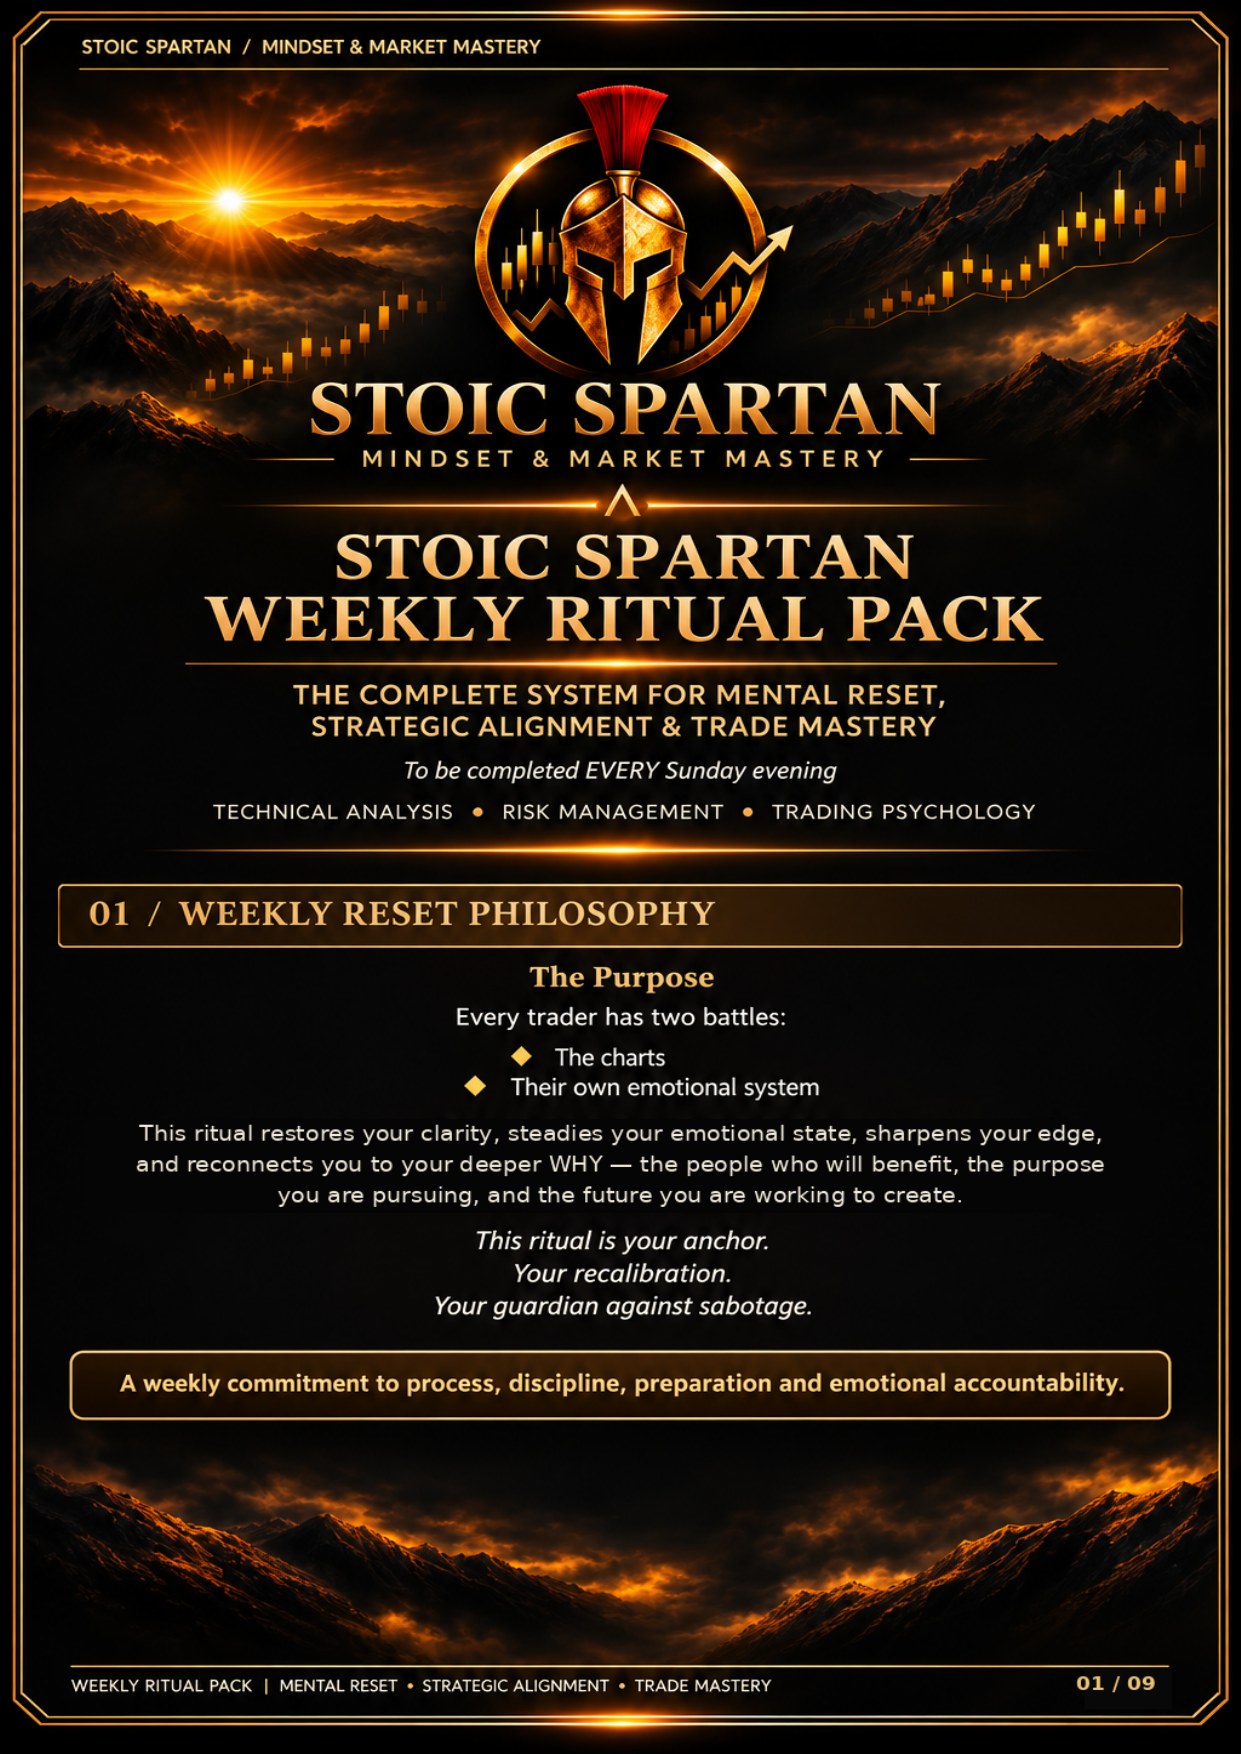 STOIC SPARTAN / MINDSET & MARKET MASTERY
STOIC SPARTAN
MINDSET & MARKET MASTERY
STOIC SPARTAN
WEEKLY RITUAL PACK
THE COMPLETE SYSTEM FOR MENTAL RESET,
STRATEGIC ALIGNMENT & TRADE MASTERY
To be completed EVERY Sunday evening
TECHNICAL ANALYSIS • RISK MANAGEMENT • TRADING PSYCHOLOGY
01 / WEEKLY RESET PHILOSOPHY
The Purpose
Every trader has two battles:
◆ The charts
◆ Their own emotional system
This ritual restores your clarity, steadies your emotional state, sharpens your edge,
and reconnects you to your deeper WHY — the people who will benefit, the purpose
you are pursuing, and the future you are working to create.
This ritual is your anchor.
Your recalibration.
Your guardian against sabotage.
A weekly commitment to process, discipline, preparation and emotional accountability.
WEEKLY RITUAL PACK | MENTAL RESET • STRATEGIC ALIGNMENT • TRADE MASTERY
01 / 09